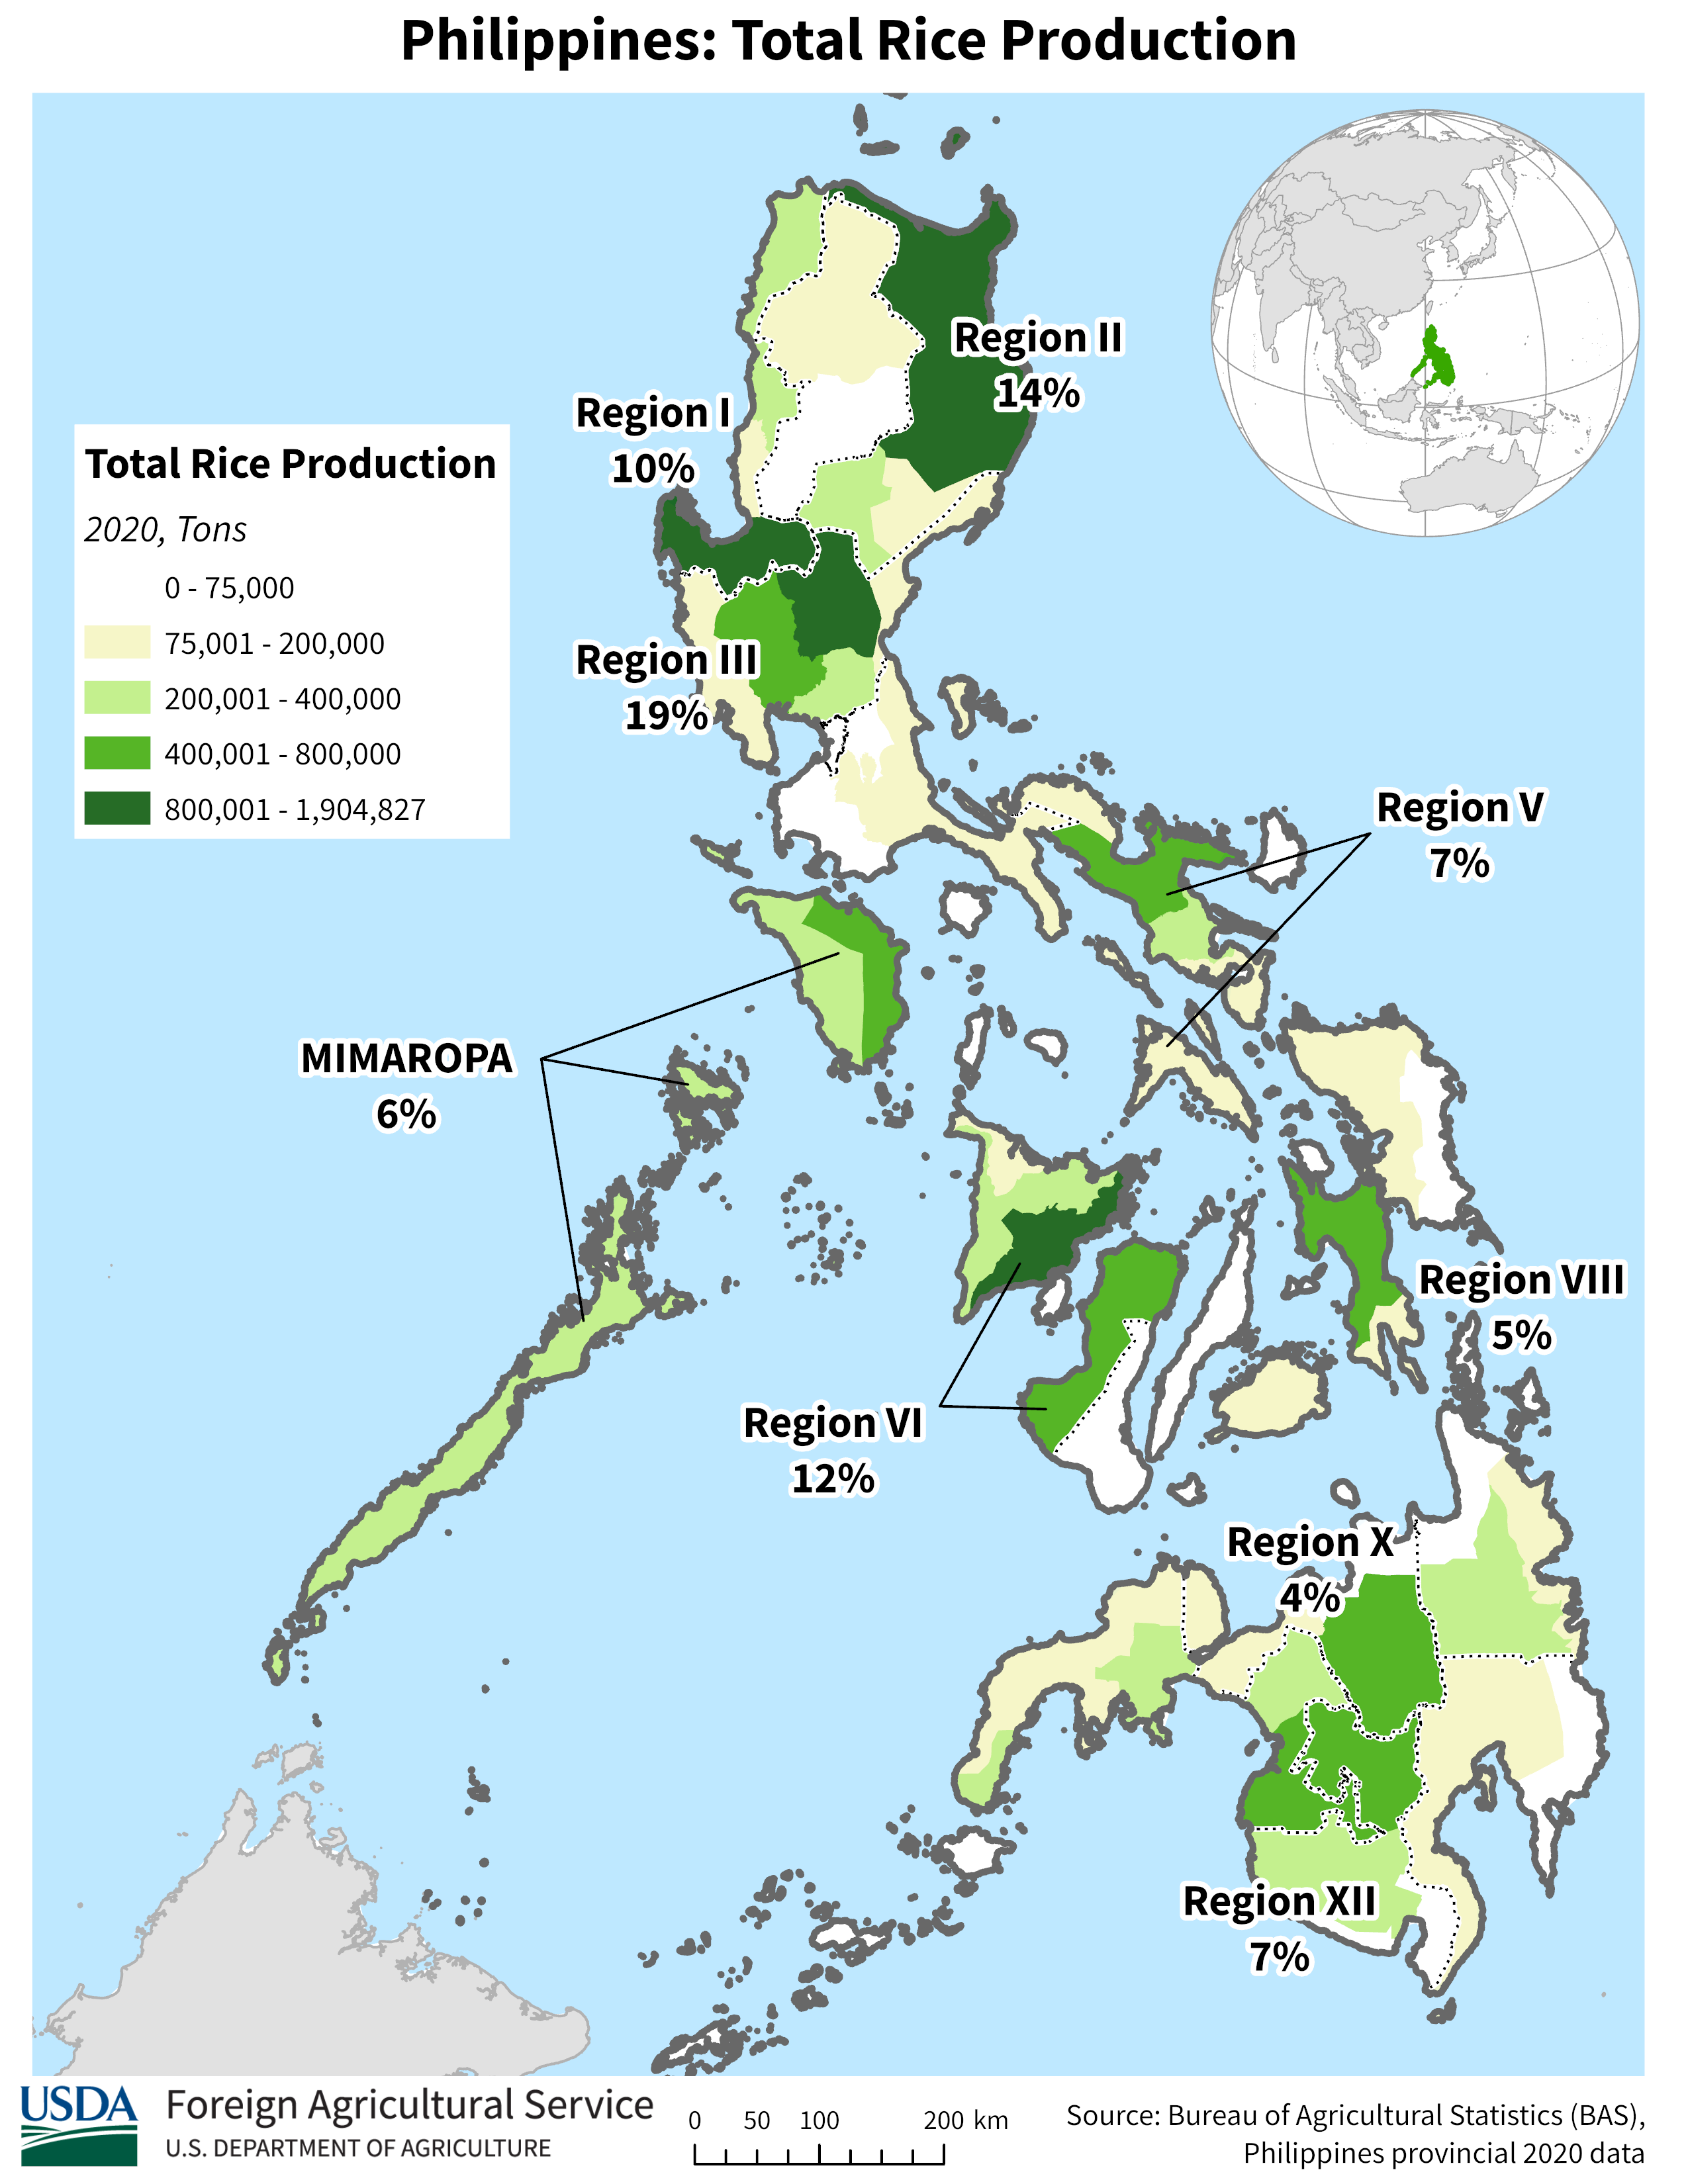 Philippines: Total Rice Production
Region II
14%
Region I
10%
Total Rice Production
2020, Tons
0 - 75,000
75,001 - 200,000
200,001 - 400,000
400,001 - 800,000
800,001 - 1,904,827
Region III
19%
Region V
7%
MIMAROPA
6%
Region VIII
5%
Region VI
12%
Region X
4%
Region XII
7%
USDA
Foreign Agricultural Service
U.S. DEPARTMENT OF AGRICULTURE
0 50 100 200 km
Source: Bureau of Agricultural Statistics (BAS),
Philippines provincial 2020 data